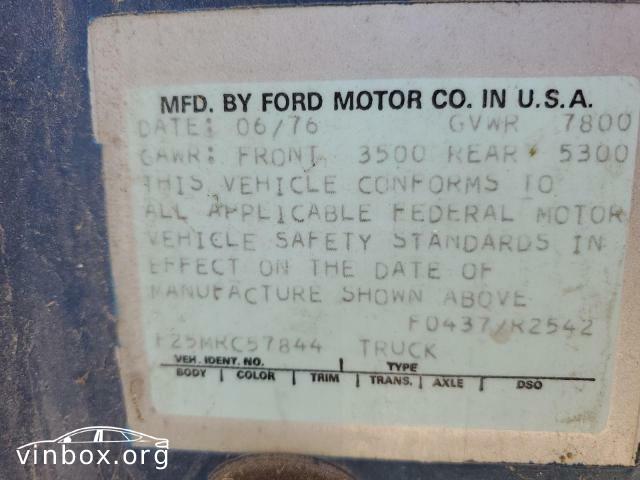 MFD. BY FORD MOTOR CO. IN U.S.A.
DATE: 06/76 GVWR 7800
GAWR: FRONT 3500 REAR 5300
THIS VEHICLE CONFORMS TO
ALL APPLICABLE FEDERAL MOTOR
VEHICLE SAFETY STANDARDS IN
EFFECT ON THE DATE OF
MANUFACTURE SHOWN ABOVE
F0437/R2542
F25MRC57844 TRUCK
VEH. IDENT. NO. TYPE
BODY COLOR TRIM TRANS. AXLE DSO
vinbox.org